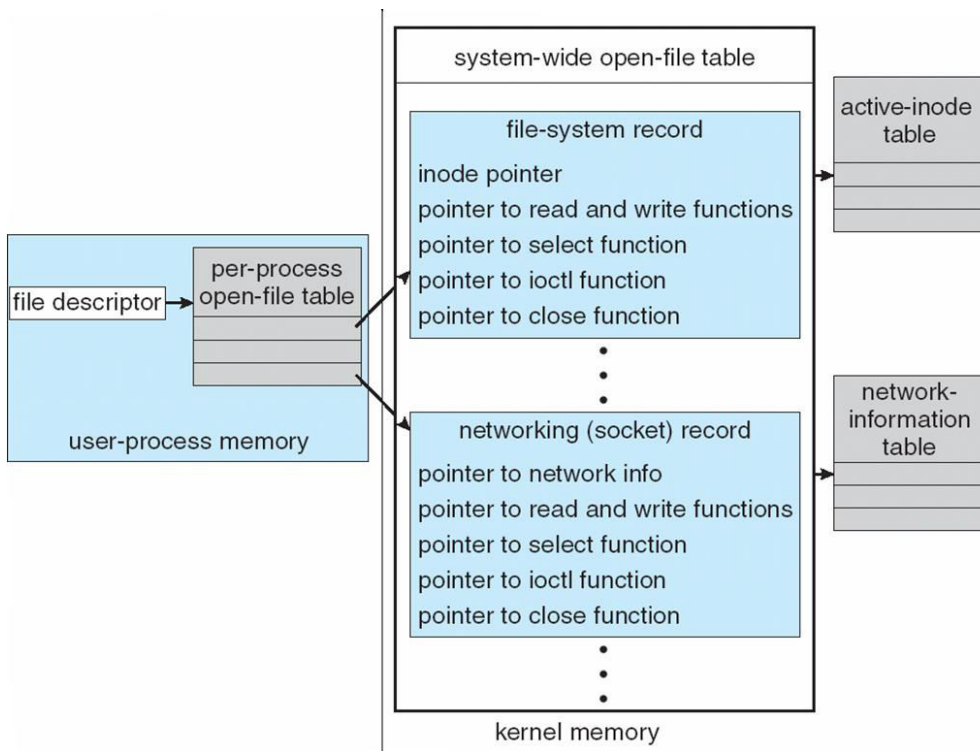 file descriptor
per-process
open-file table
user-process memory
system-wide open-file table
file-system record
inode pointer
pointer to read and write functions
pointer to select function
pointer to ioctl function
pointer to close function
networking (socket) record
pointer to network info
pointer to read and write functions
pointer to select function
pointer to ioctl function
pointer to close function
kernel memory
active-inode
table
network-
information
table